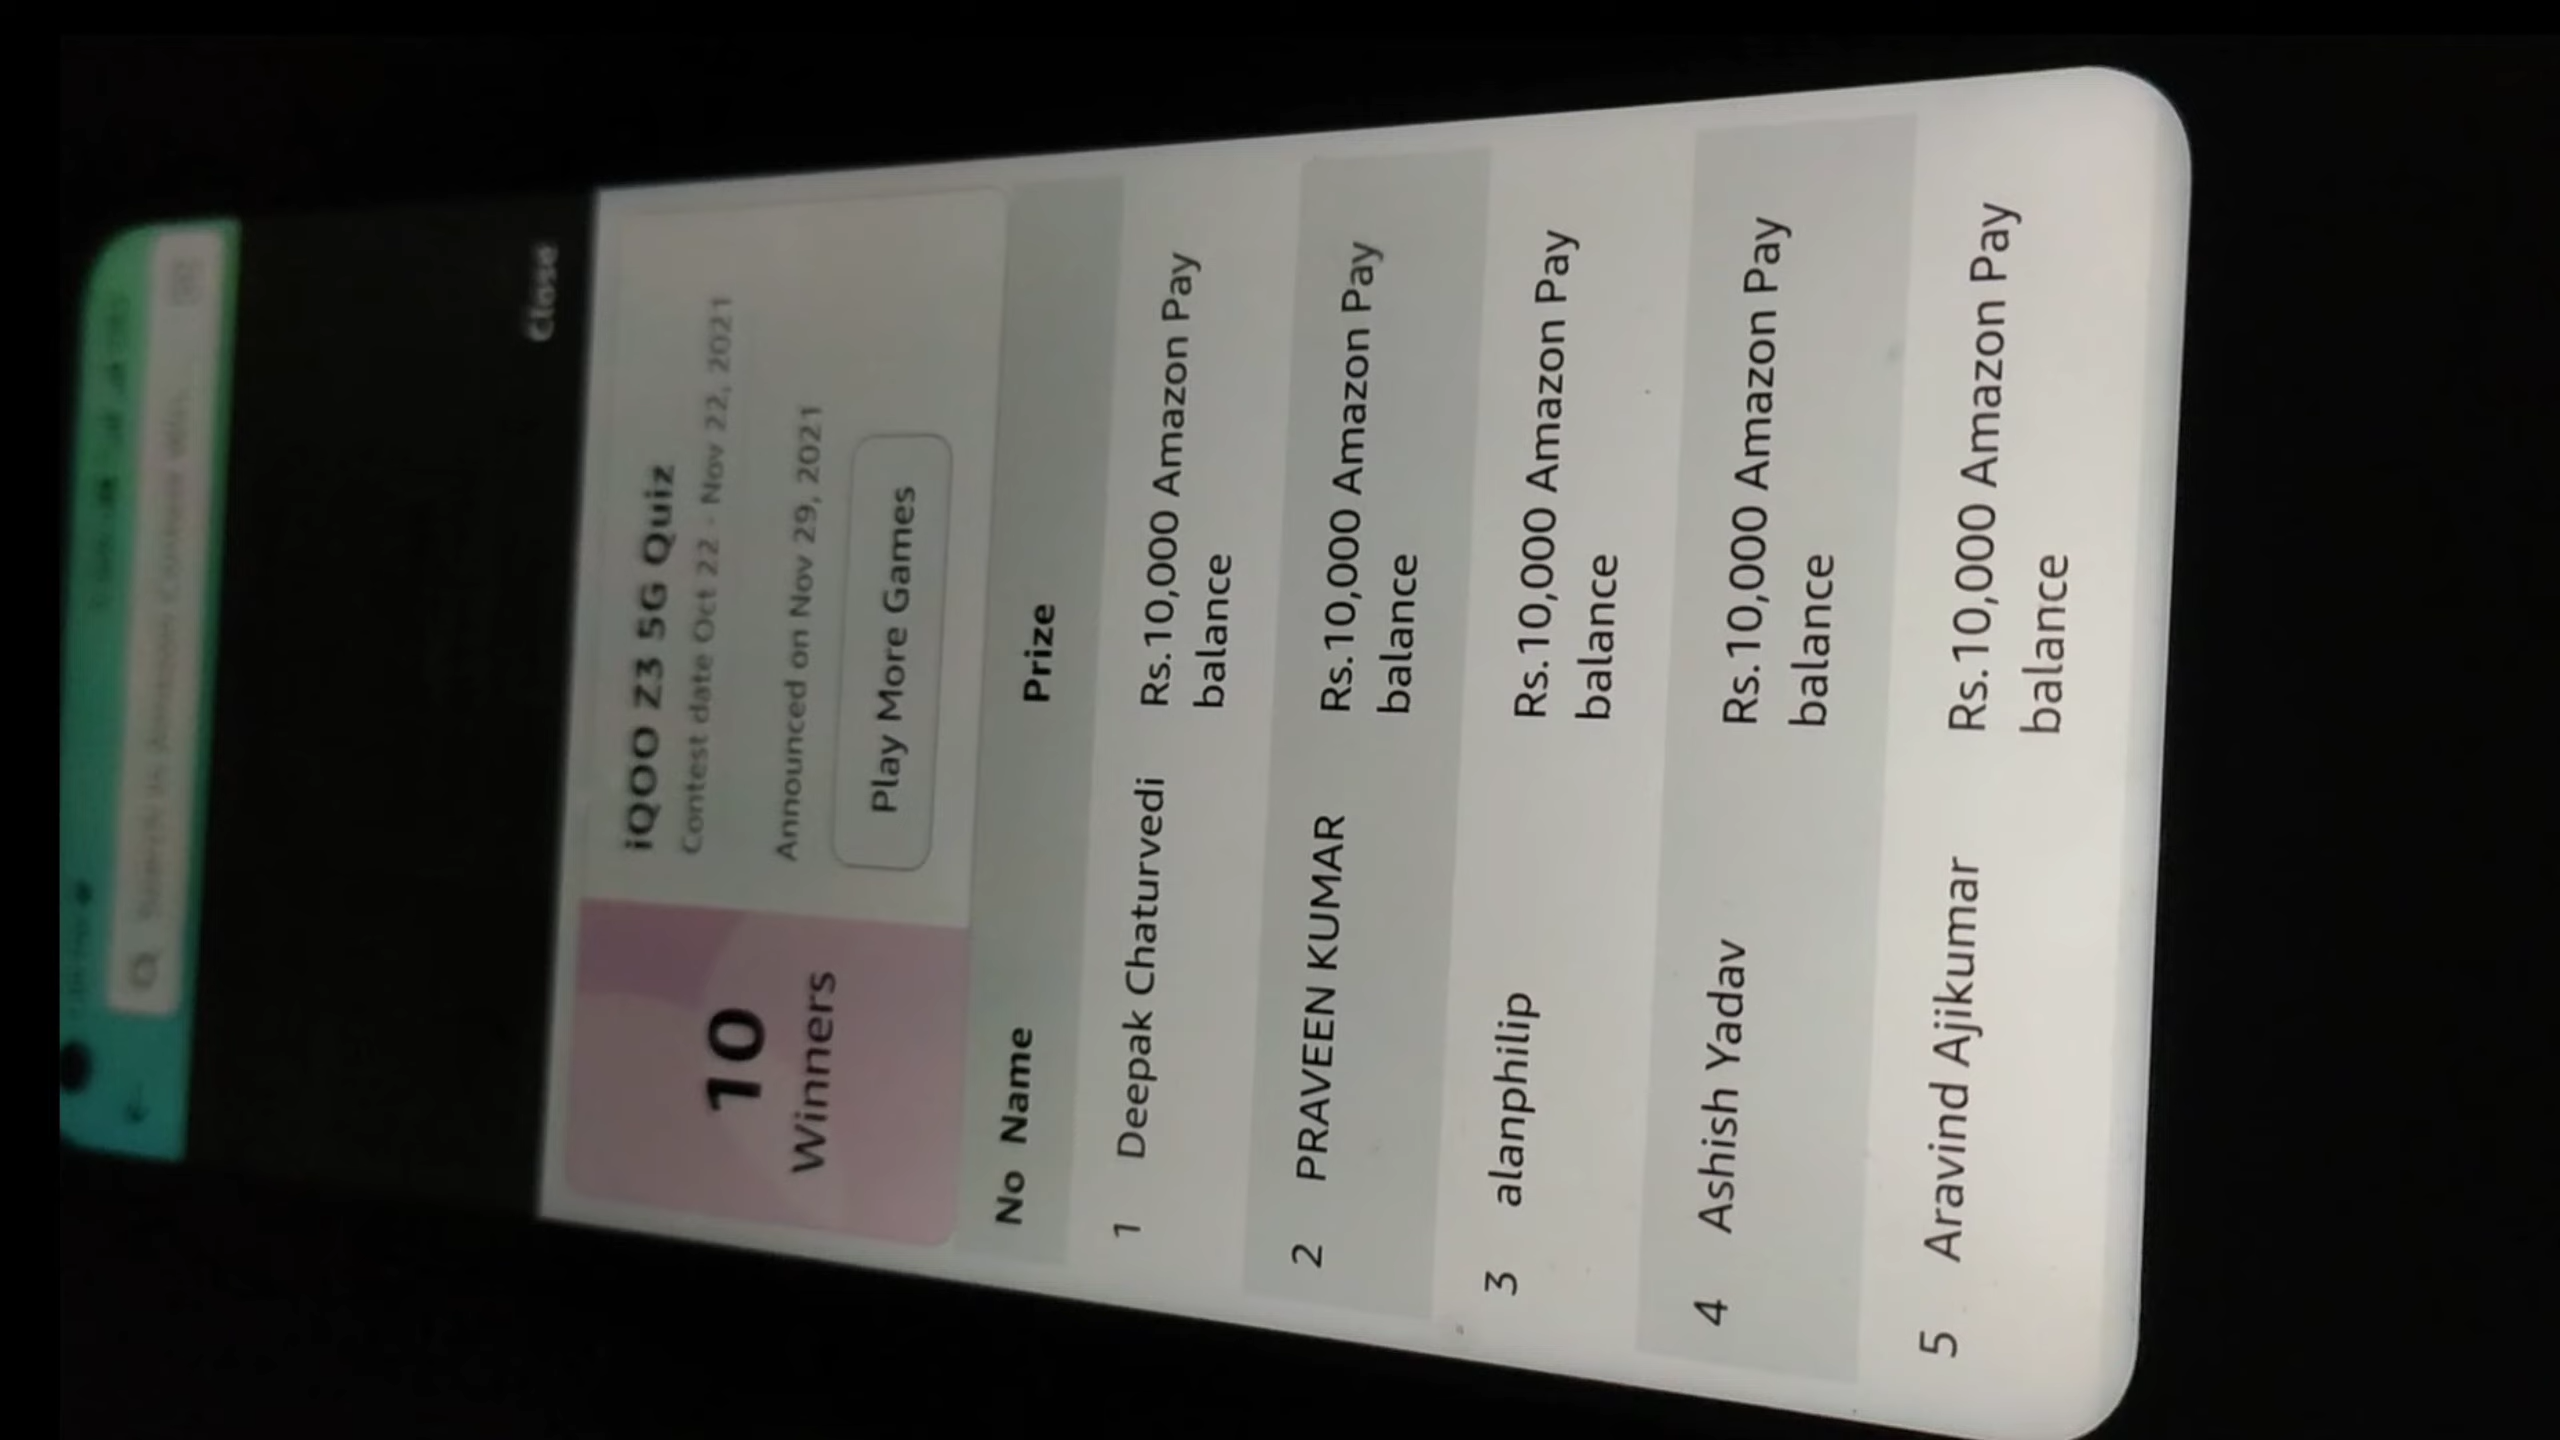 Close
10
Winners
iQOO Z3 5G Quiz
Contest date Oct 22 - Nov 22, 2021
Announced on Nov 29, 2021
Play More Games
No Name Prize
1 Deepak Chaturvedi Rs.10,000 Amazon Pay
balance
2 PRAVEEN KUMAR Rs.10,000 Amazon Pay
balance
3 alanphilip Rs.10,000 Amazon Pay
balance
4 Ashish Yadav Rs.10,000 Amazon Pay
balance
5 Aravind Ajikumar Rs.10,000 Amazon Pay
balance